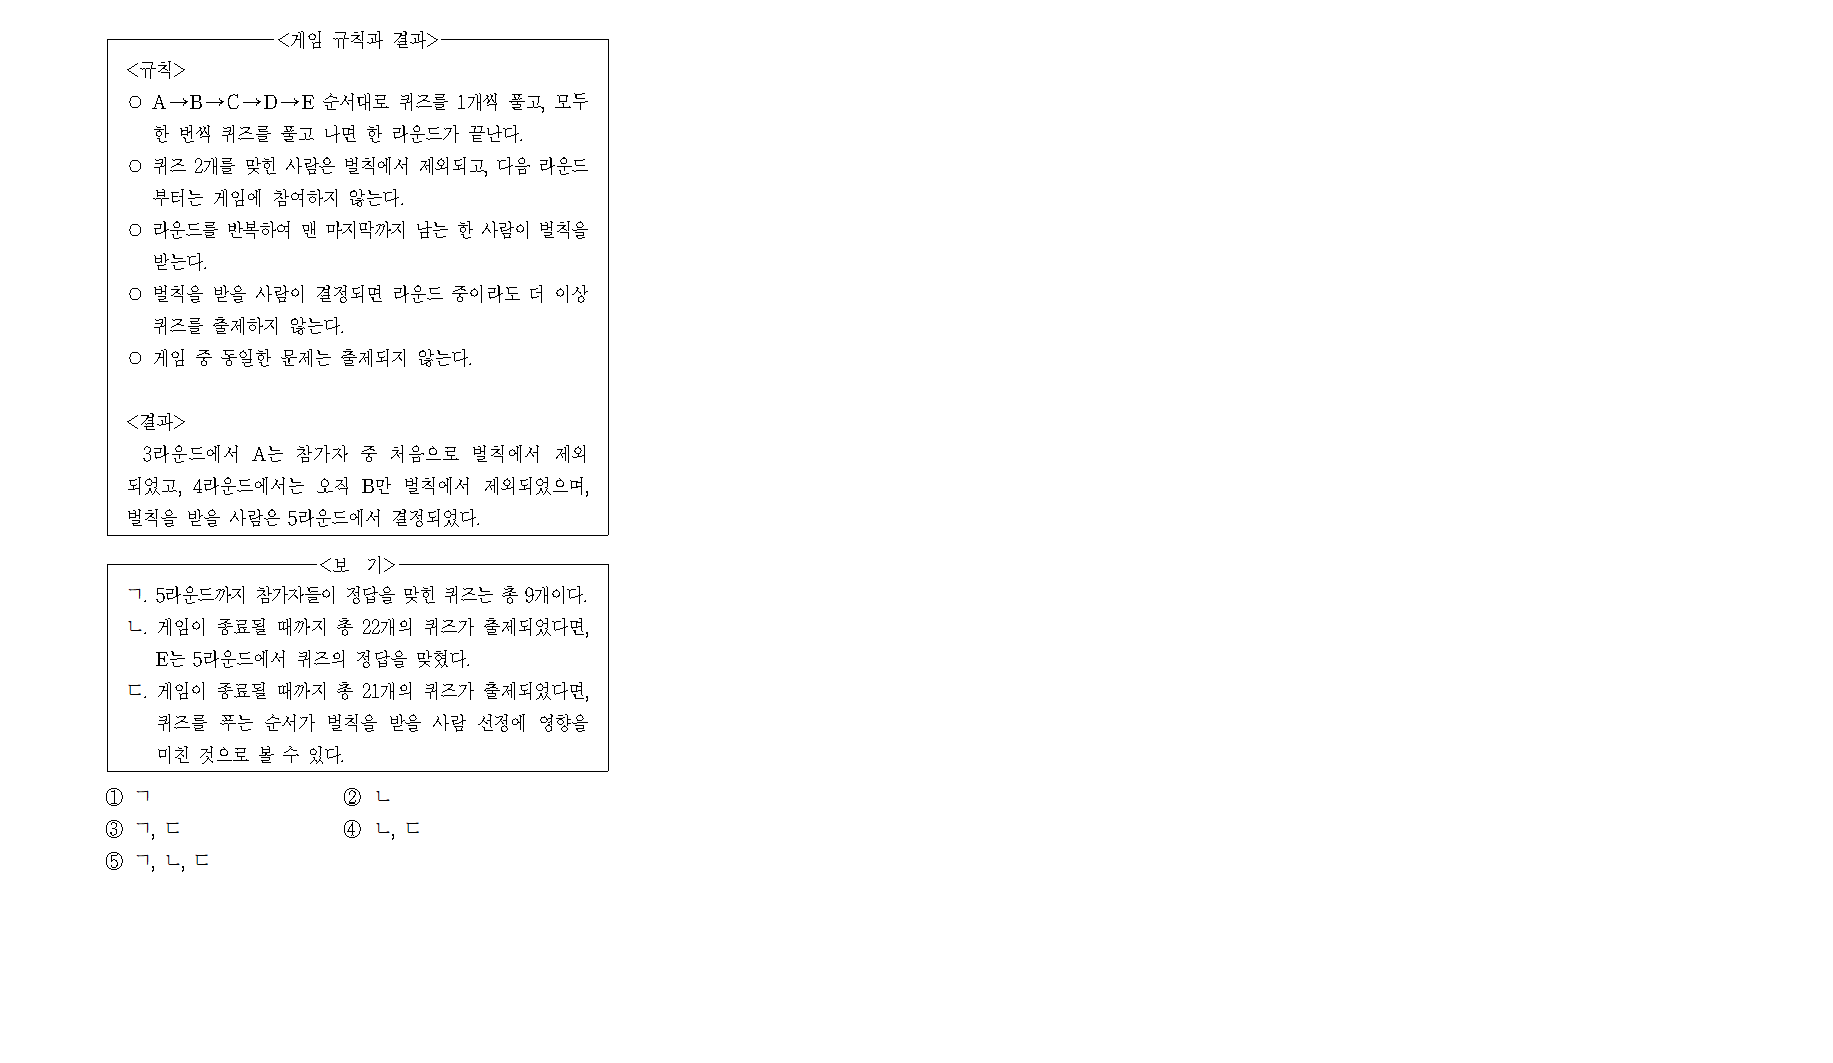 <게임 규칙과 결과>
<규칙>
○ A→B→C→D→E 순서대로 퀴즈를 1개씩 풀고, 모두
한 번씩 퀴즈를 풀고 나면 한 라운드가 끝난다.
○ 퀴즈 2개를 맞힌 사람은 벌칙에서 제외되고, 다음 라운드
부터는 게임에 참여하지 않는다.
○ 라운드를 반복하여 맨 마지막까지 남는 한 사람이 벌칙을
받는다.
○ 벌칙을 받을 사람이 결정되면 라운드 중이라도 더 이상
퀴즈를 출제하지 않는다.
○ 게임 중 동일한 문제는 출제되지 않는다.
<결과>
3라운드에서 A는 참가자 중 처음으로 벌칙에서 제외
되었고, 4라운드에서는 오직 B만 벌칙에서 제외되었으며,
벌칙을 받을 사람은 5라운드에서 결정되었다.
<보 기>
ㄱ. 5라운드까지 참가자들이 정답을 맞힌 퀴즈는 총 9개이다.
ㄴ. 게임이 종료될 때까지 총 22개의 퀴즈가 출제되었다면,
E는 5라운드에서 퀴즈의 정답을 맞혔다.
ㄷ. 게임이 종료될 때까지 총 21개의 퀴즈가 출제되었다면,
퀴즈를 푸는 순서가 벌칙을 받을 사람 선정에 영향을
미친 것으로 볼 수 있다.
① ㄱ ② ㄴ
③ ㄱ, ㄷ ④ ㄴ, ㄷ
⑤ ㄱ, ㄴ, ㄷ